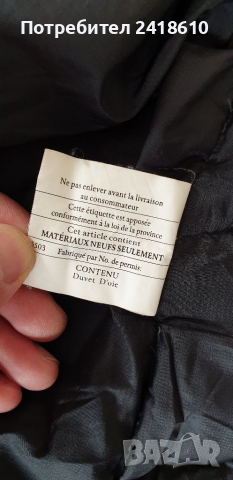 Потребител 2418610
Ne pas enlever avant la livraison
au consommateur
Cette étiquette est apposée
conformément à la loi de la province
Cet article contient
MATÉRIAUX NEUFS SEULEMENT
Fabriqué par No. de permis:
CONTENU
Duvet D'oie
BAZAR